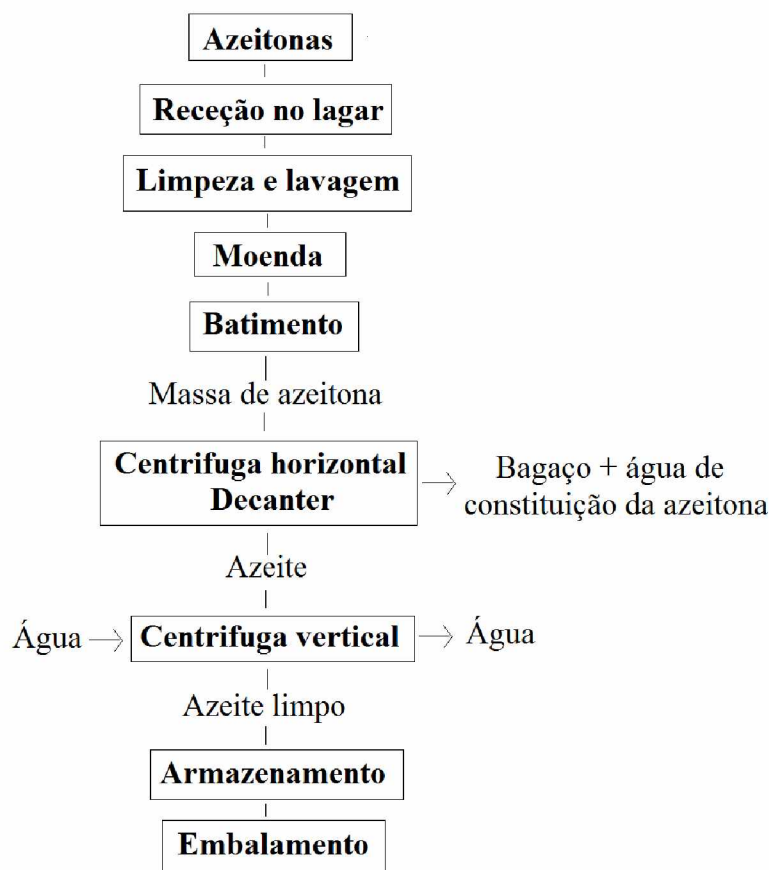 Azeitonas
Receção no lagar
Limpeza e lavagem
Moenda
Batimento
Massa de azeitona
Centrifuga horizontal
Decanter
Bagaço + água de
constituição da azeitona
Azeite
Água
Centrifuga vertical
Água
Azeite limpo
Armazenamento
Embalamento